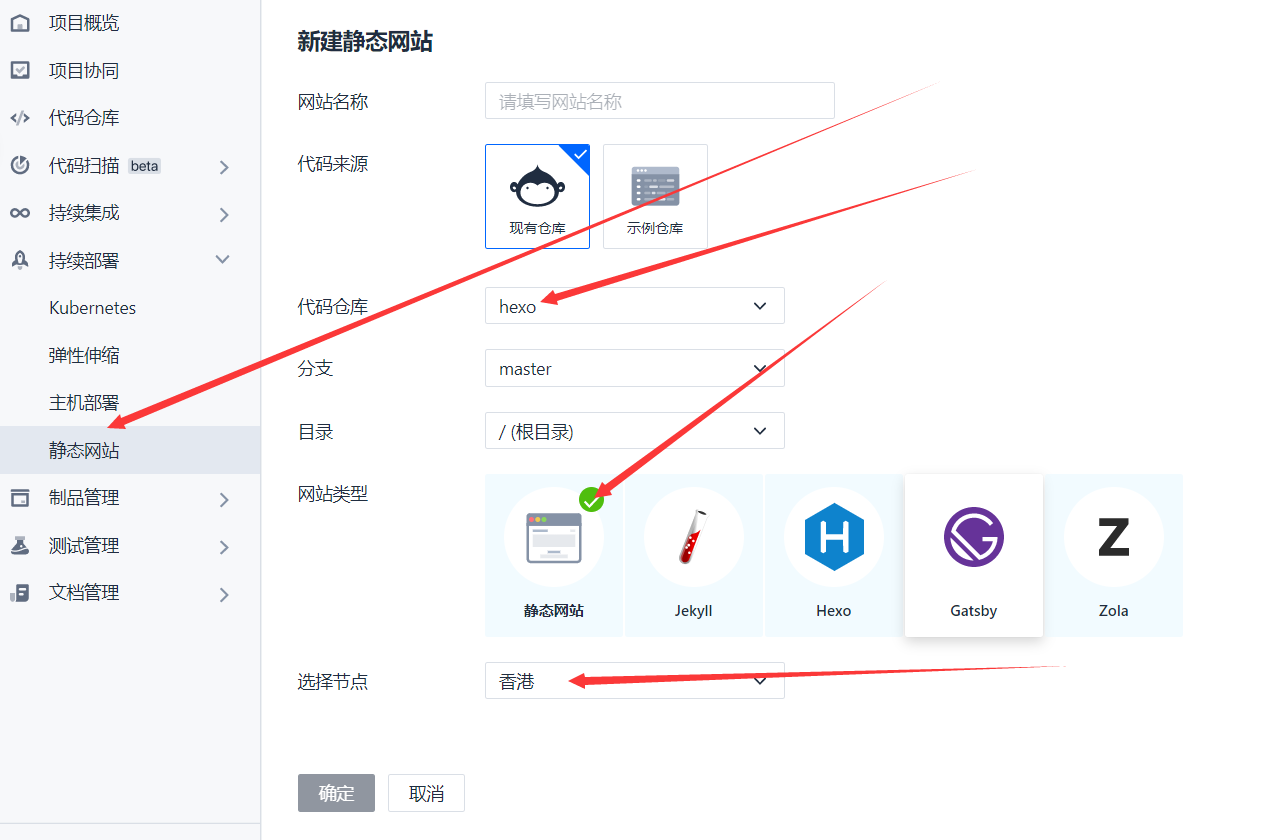 项目概览
项目协同
代码仓库
代码扫描 beta
持续集成
持续部署
Kubernetes
弹性伸缩
主机部署
静态网站
制品管理
测试管理
文档管理
新建静态网站
网站名称 请填写网站名称
代码来源
现有仓库 示例仓库
代码仓库 hexo
分支 master
目录 / (根目录)
网站类型
静态网站 Jekyll Hexo Gatsby Zola
选择节点 香港
确定 取消